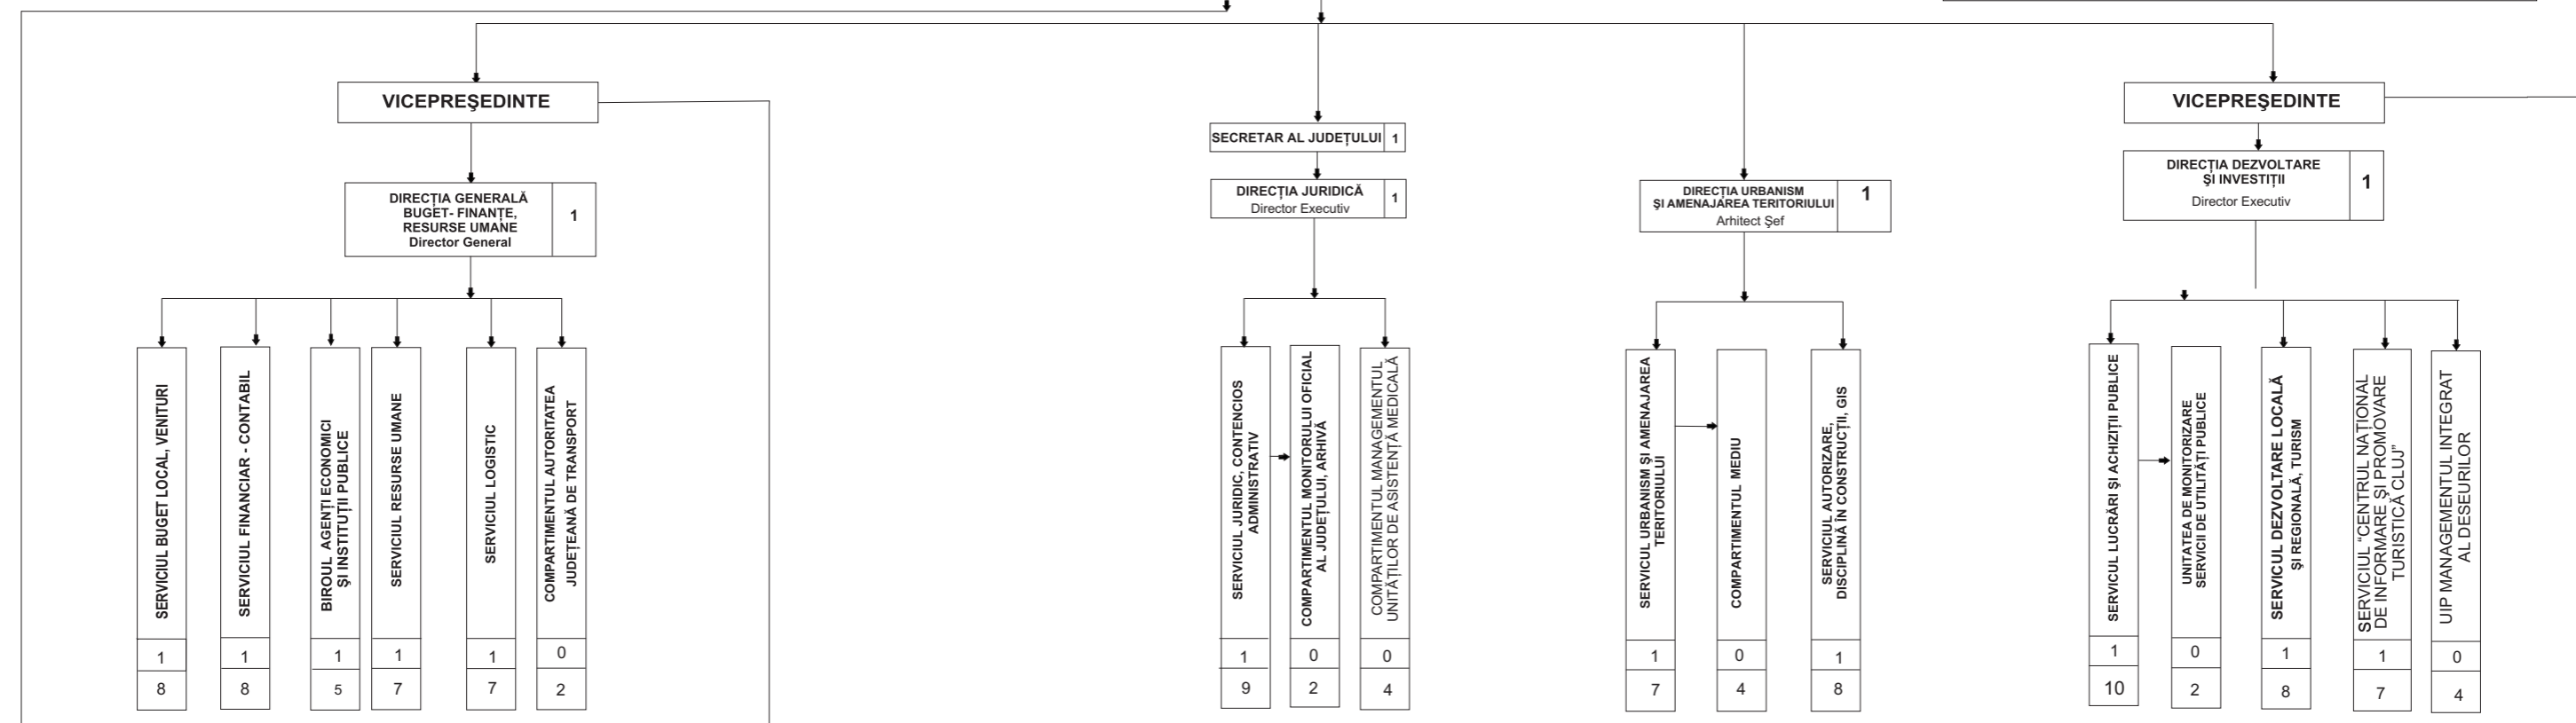 VICEPREŞEDINTE
DIRECŢIA GENERALĂ
BUGET- FINANŢE,
RESURSE UMANE
Director General
1
SERVICIUL BUGET LOCAL, VENITURI
1
8
SERVICIUL FINANCIAR - CONTABIL
1
8
BIROUL AGENŢI ECONOMICI
ŞI INSTITUŢII PUBLICE
1
5
SERVICIUL RESURSE UMANE
1
7
SERVICIUL LOGISTIC
1
7
COMPARTIMENTUL AUTORITATEA
JUDEŢEANĂ DE TRANSPORT
0
2
SECRETAR AL JUDEŢULUI
1
DIRECŢIA JURIDICĂ
Director Executiv
1
SERVICIUL JURIDIC, CONTENCIOS
ADMINISTRATIV
1
9
COMPARTIMENTUL MONITORULUI OFICIAL
AL JUDEŢULUI, ARHIVĂ
0
2
COMPARTIMENTUL MANAGEMENTUL
UNITĂŢILOR DE ASISTENŢĂ MEDICALĂ
0
4
DIRECŢIA URBANISM
ŞI AMENAJAREA TERITORIULUI
Arhitect Şef
1
SERVICIUL URBANISM ŞI AMENAJAREA
TERITORIULUI
1
7
COMPARTIMENTUL MEDIU
0
4
SERVICIUL AUTORIZARE,
DISCIPLINĂ ÎN CONSTRUCŢII, GIS
1
8
VICEPREŞEDINTE
DIRECŢIA DEZVOLTARE
ŞI INVESTIŢII
Director Executiv
1
SERVICUL LUCRĂRI ŞI ACHIZIŢII PUBLICE
1
10
UNITATEA DE MONITORIZARE
SERVICII DE UTILITĂŢI PUBLICE
0
2
SERVICUL DEZVOLTARE LOCALĂ
ŞI REGIONALĂ, TURISM
1
8
SERVICIUL "CENTRUL NAŢIONAL
DE INFORMARE ŞI PROMOVARE
TURISTICĂ CLUJ"
1
7
UIP MANAGEMENTUL INTEGRAT
AL DESEURILOR
0
4